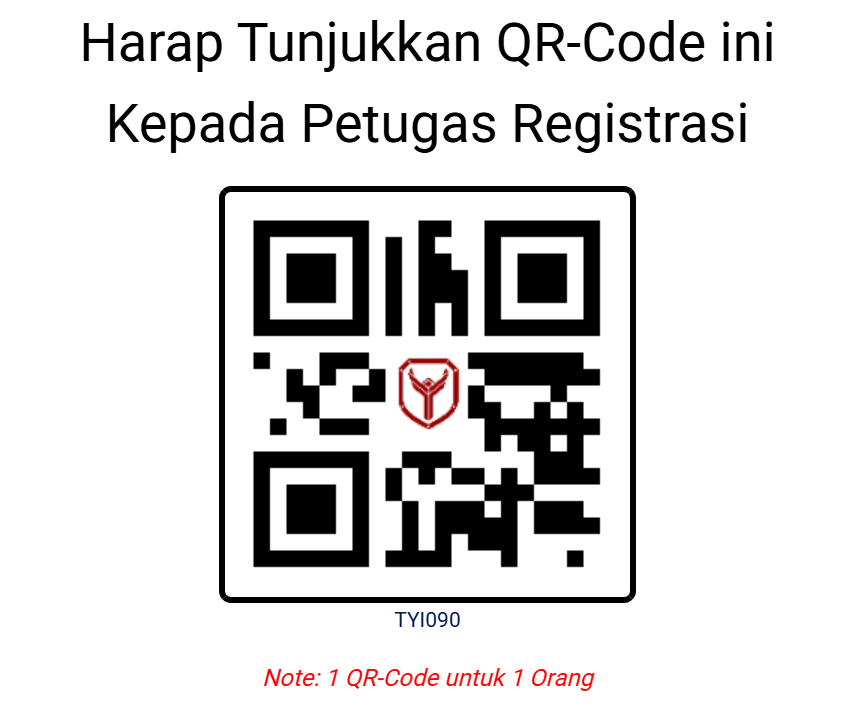 Harap Tunjukkan QR-Code ini
Kepada Petugas Registrasi
TYI090
Note: 1 QR-Code untuk 1 Orang